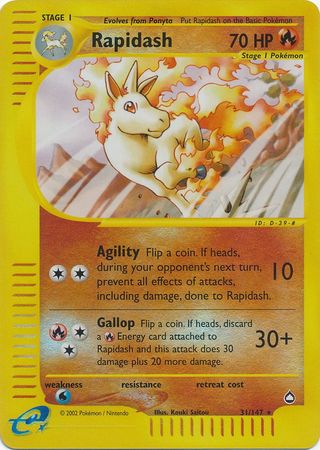 STAGE 1
Evolves from Ponyta
Put Rapidash on the Basic Pokémon
Rapidash
70 HP
Stage 1 Pokémon
ID: D-39-#
Agility Flip a coin. If heads,
during your opponent's next turn,
prevent all effects of attacks,
including damage, done to Rapidash.
10
Gallop Flip a coin. If heads, discard
a Energy card attached to
Rapidash and this attack does 30
damage plus 20 more damage.
30+
weakness
resistance
retreat cost
e
© 2002 Pokémon / Nintendo
Illus. Kouki Saitou
31/147 ★